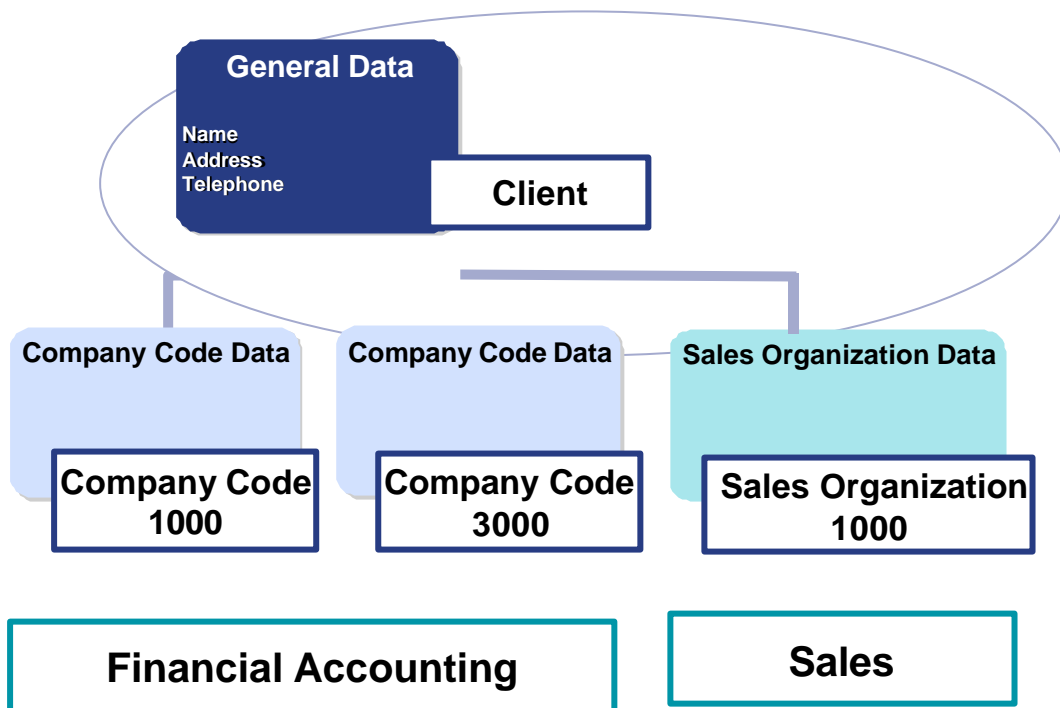 General Data
Name
Address
Telephone
Client
Company Code Data
Company Code
1000
Company Code Data
Company Code
3000
Sales Organization Data
Sales Organization
1000
Financial Accounting
Sales